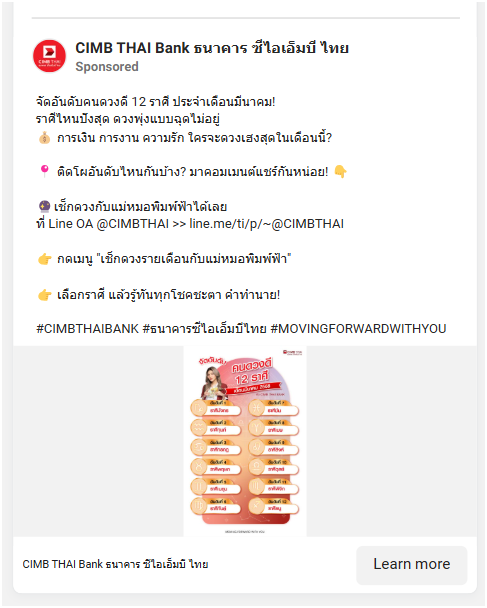 CIMB THAI Bank ธนาคาร ซีไอเอ็มบี ไทย
Sponsored
จัดอันดับคนดวงดี 12 ราศี ประจำเดือนมีนาคม!
ราศีไหนปังสุด ดวงพุ่งแบบฉุดไม่อยู่
💰 การเงิน การงาน ความรัก ใครจะดวงเฮงสุดในเดือนนี้?
📍 ติดโผอันดับไหนกันบ้าง? มาคอมเมนต์แชร์กันหน่อย! 👇
🔮เช็กดวงกับแม่หมอพิมพ์ฟ้าได้เลย
ที่ Line OA @CIMBTHAI >> line.me/ti/p/~@CIMBTHAI
👉 กดเมนู "เช็กดวงรายเดือนกับแม่หมอพิมพ์ฟ้า"
👉 เลือกราศี แล้วรู้ทันทุกโชคชะตา คำทำนาย!
#CIMBTHAIBANK #ธนาคารซีไอเอ็มบีไทย #MOVINGFORWARDWITHYOU
CIMB THAI
จัดอันดับ
คนดวงดี
12 ราศี
CIMB THAI Bank ธนาคาร ซีไอเอ็มบี ไทย
Learn more